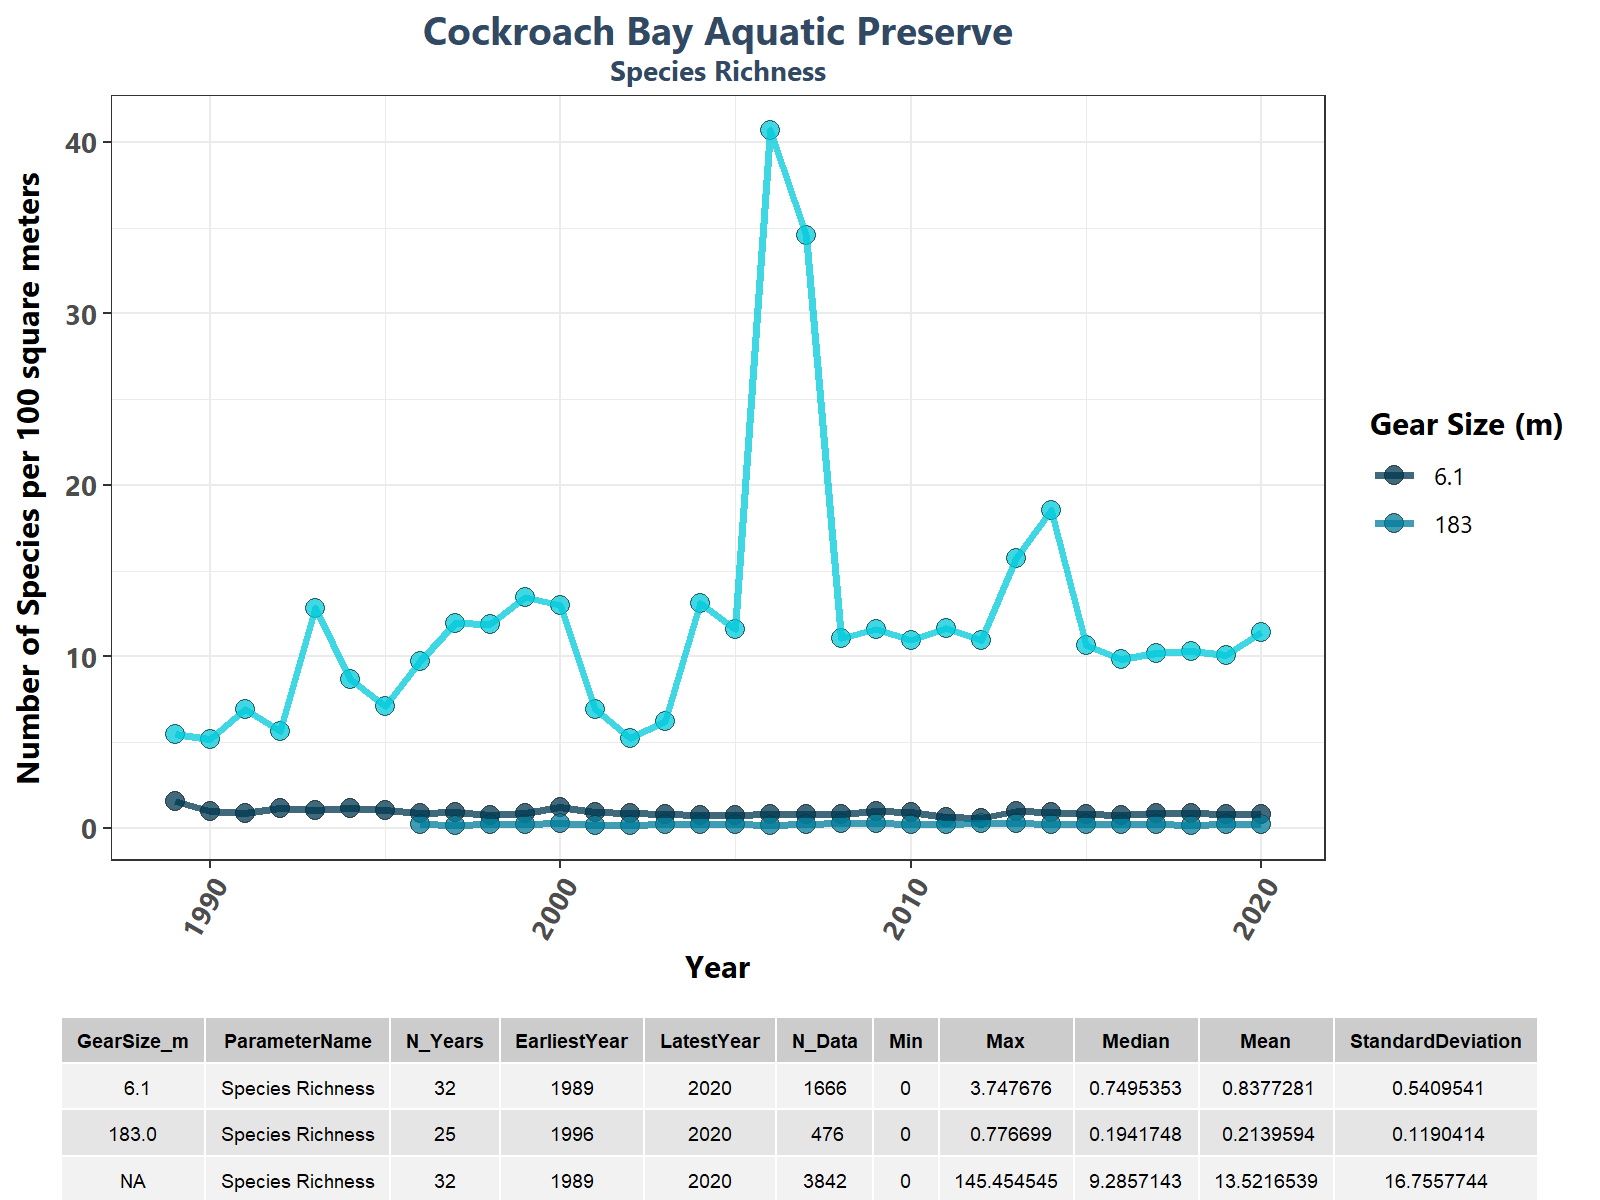 Cockroach Bay Aquatic Preserve
Species Richness
Number of Species per 100 square meters
40
30
20
10
0
1990
2000
2010
2020
Year
Gear Size (m)
6.1
183
GearSize_m ParameterName N_Years EarliestYear LatestYear N_Data Min Max Median Mean StandardDeviation
6.1 Species Richness 32 1989 2020 1666 0 3.747676 0.7495353 0.8377281 0.5409541
183.0 Species Richness 25 1996 2020 476 0 0.776699 0.1941748 0.2139594 0.1190414
NA Species Richness 32 1989 2020 3842 0 145.454545 9.2857143 13.5216539 16.7557744